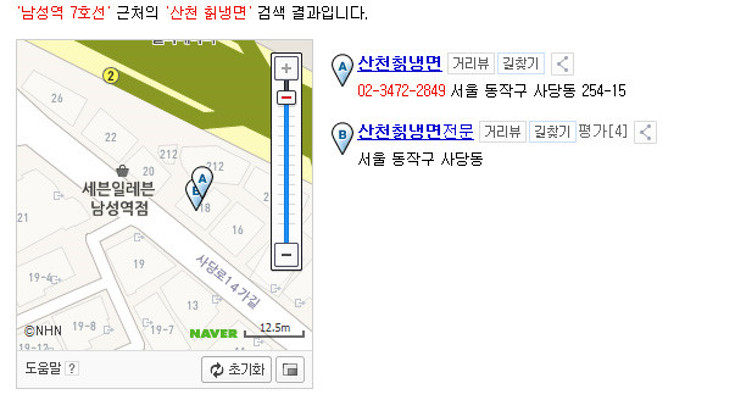 '남성역 7호선' 근처의 '산천 칡냉면' 검색 결과입니다.
A 산천칡냉면 거리뷰 길찾기
02-3472-2849 서울 동작구 사당동 254-15
B 산천칡냉면전문 거리뷰 길찾기 평가[4]
서울 동작구 사당동
2
26
22
212
20
212
세븐일레븐
남성역점
A
B
18
21
16
19
사당로14가길
19-4
13
©NHN
19-8
19-7
NAVER
12.5m
19-12
도움말 ?
초기화